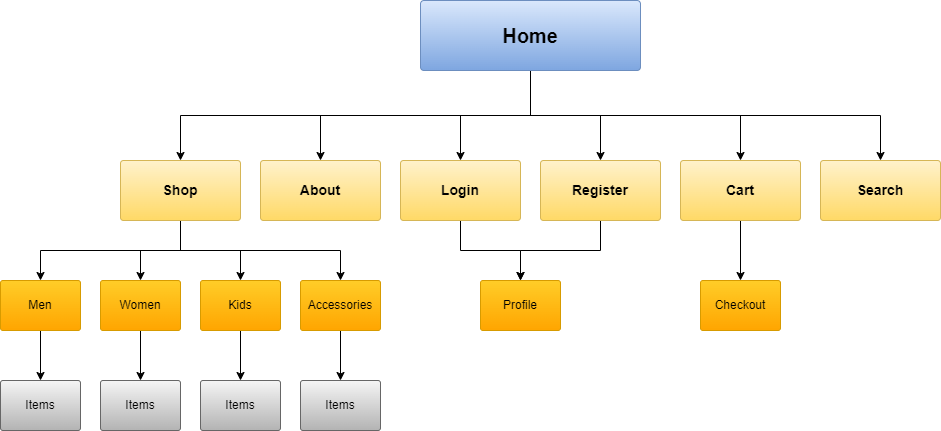 Home
Shop
About
Login
Register
Cart
Search
Men
Women
Kids
Accessories
Profile
Checkout
Items
Items
Items
Items